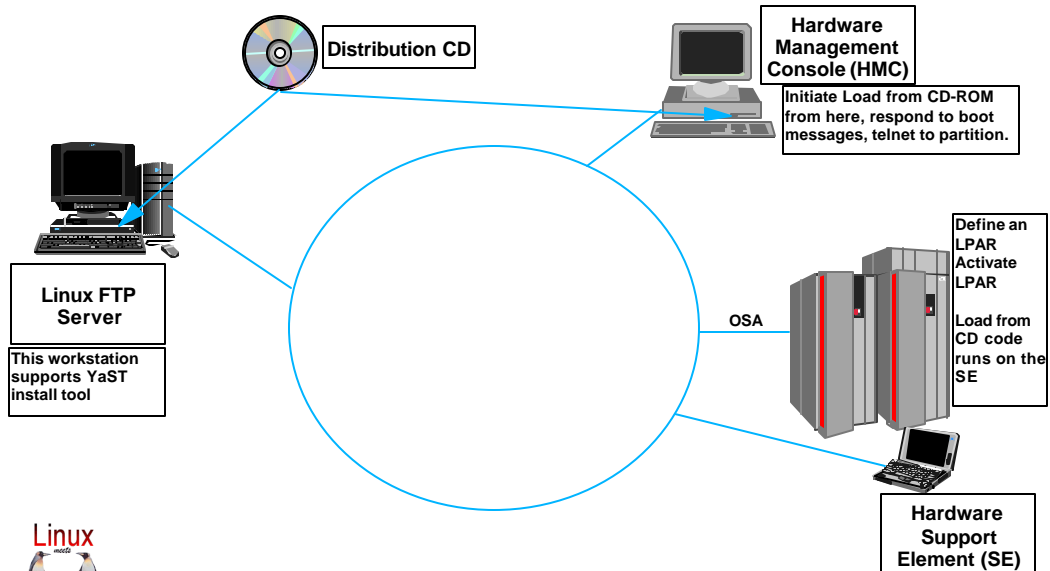 Distribution CD
Hardware
Management
Console (HMC)
Initiate Load from CD-ROM
from here, respond to boot
messages, telnet to partition.
Linux FTP
Server
This workstation
supports YaST
install tool
OSA
Define an
LPAR
Activate
LPAR
Load from
CD code
runs on the
SE
Hardware
Support
Element (SE)
Linux
meets